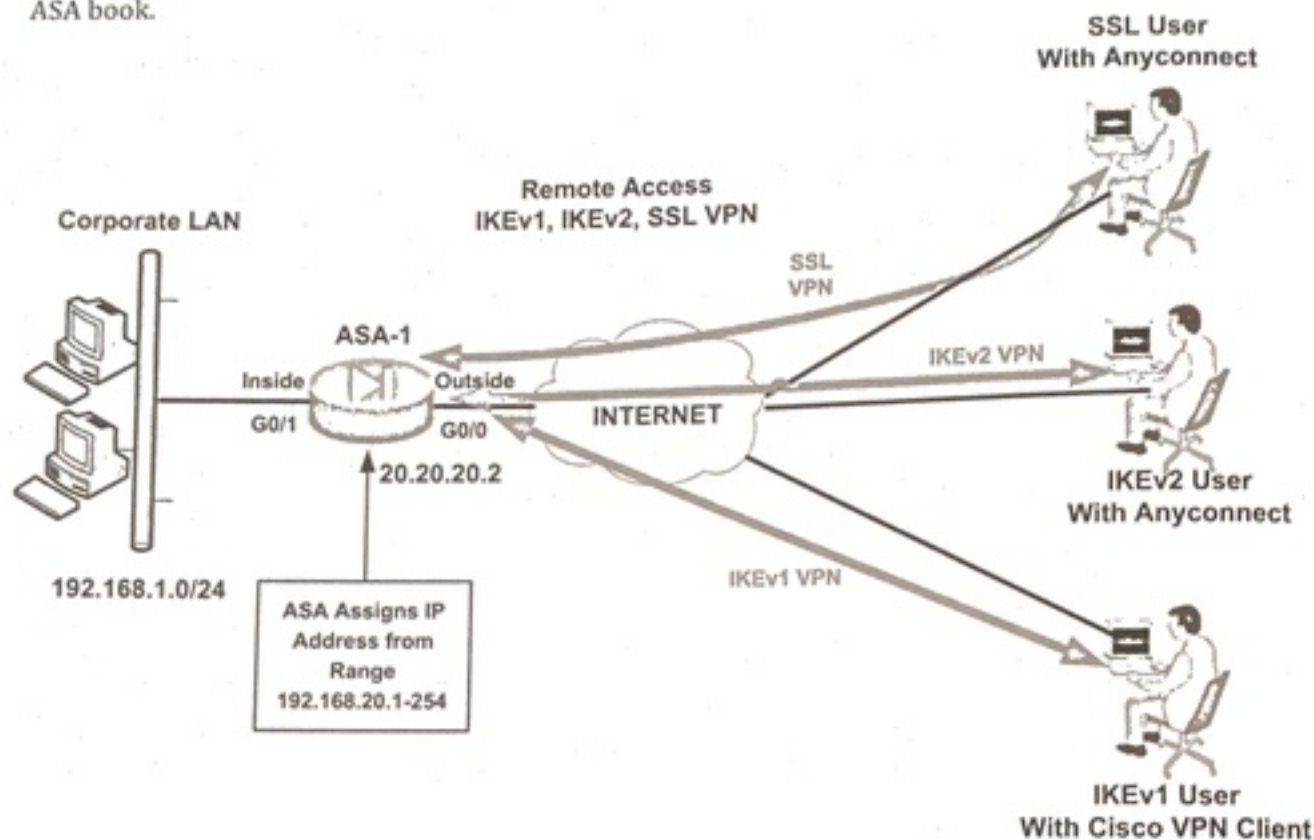 ASA book.
SSL User
With Anyconnect
Remote Access
IKEv1, IKEv2, SSL VPN
Corporate LAN
SSL
VPN
ASA-1
IKEv2 VPN
Inside
Outside
INTERNET
G0/1
G0/0
20.20.20.2
IKEv2 User
With Anyconnect
IKEv1 VPN
192.168.1.0/24
ASA Assigns IP
Address from
Range
192.168.20.1-254
IKEv1 User
With Cisco VPN Client